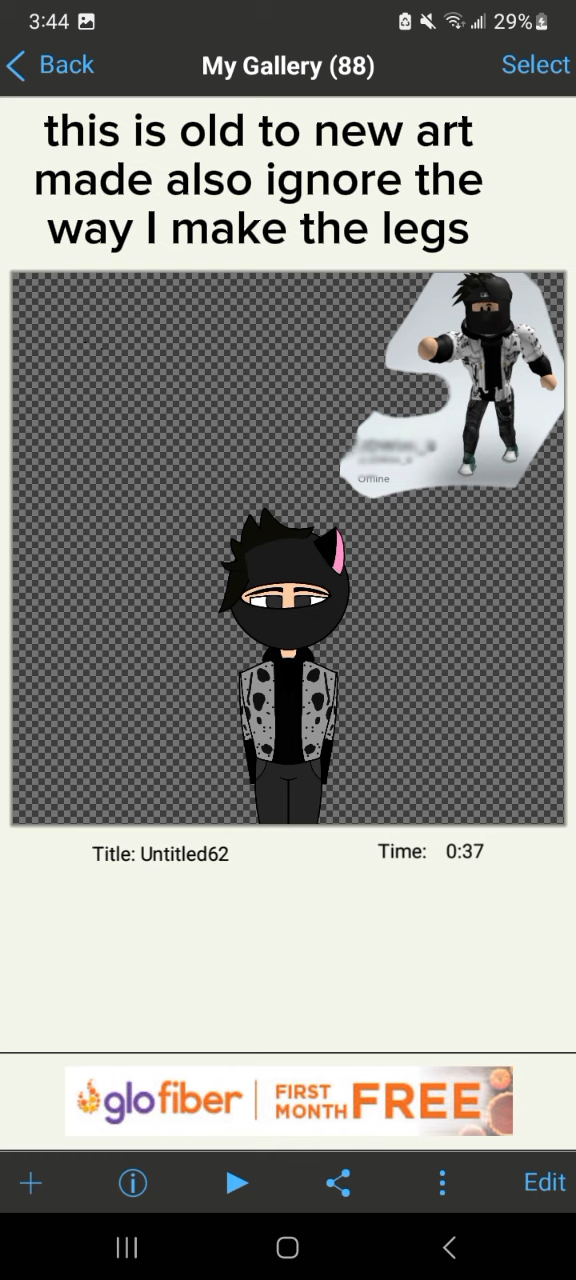 3:44
29%
Back
My Gallery (88)
Select
this is old to new art
made also ignore the
way I make the legs
Offline
Title: Untitled62
Time: 0:37
glofiber
FIRST
MONTH FREE
Edit